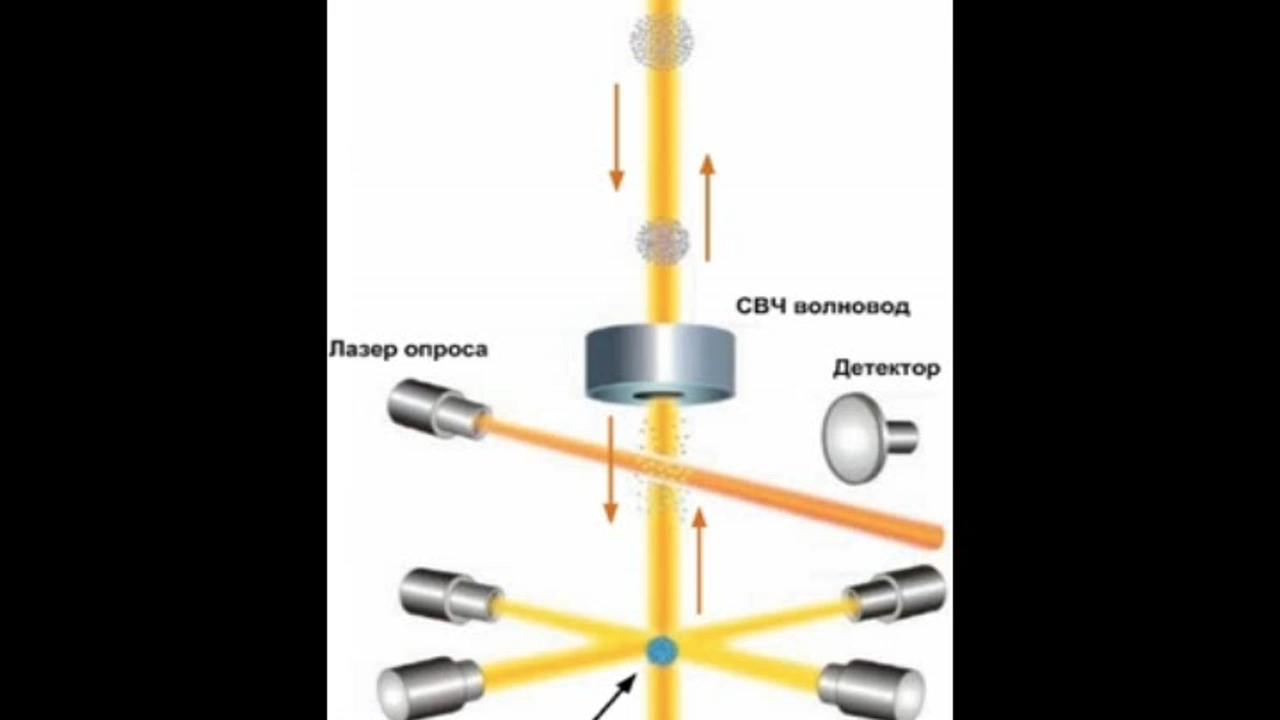 СВЧ волновод
Лазер опроса
Детектор